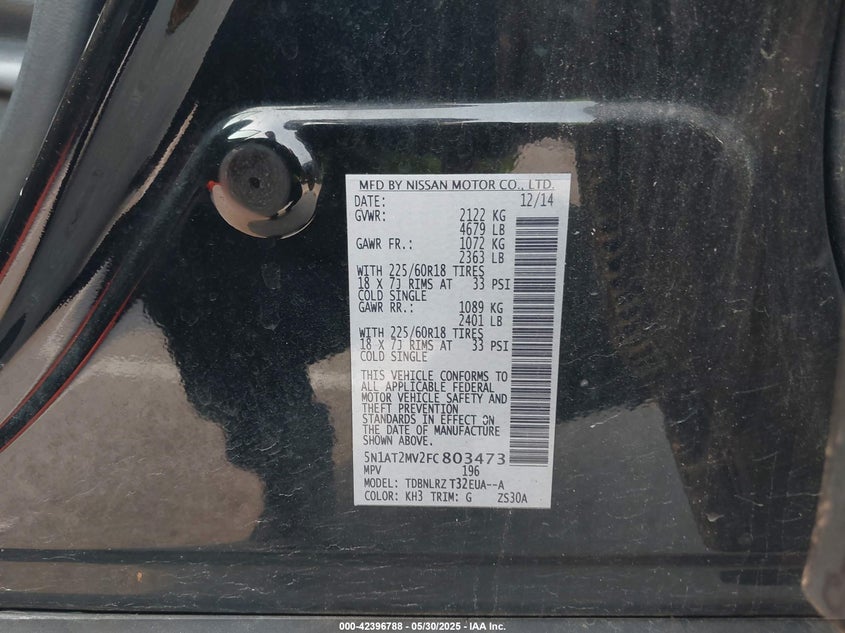 MFD BY NISSAN MOTOR CO., LTD.
DATE: 12/14
GVWR: 2122 KG
4679 LB
GAWR FR.: 1072 KG
2363 LB
WITH 225/60R18 TIRES
18 X 7J RIMS AT 33 PSI
COLD SINGLE
GAWR RR.: 1089 KG
2401 LB
WITH 225/60R18 TIRES
18 X 7J RIMS AT 33 PSI
COLD SINGLE
THIS VEHICLE CONFORMS TO
ALL APPLICABLE FEDERAL
MOTOR VEHICLE SAFETY AND
THEFT PREVENTION
STANDARDS IN EFFECT ON
THE DATE OF MANUFACTURE
SHOWN ABOVE.
5N1AT2MV2FC803473
MPV 196
MODEL: TDBNLRZ T32EUA--A
COLOR: KH3 TRIM: G ZS30A
000-42396788 - 05/30/2025 - IAA Inc.